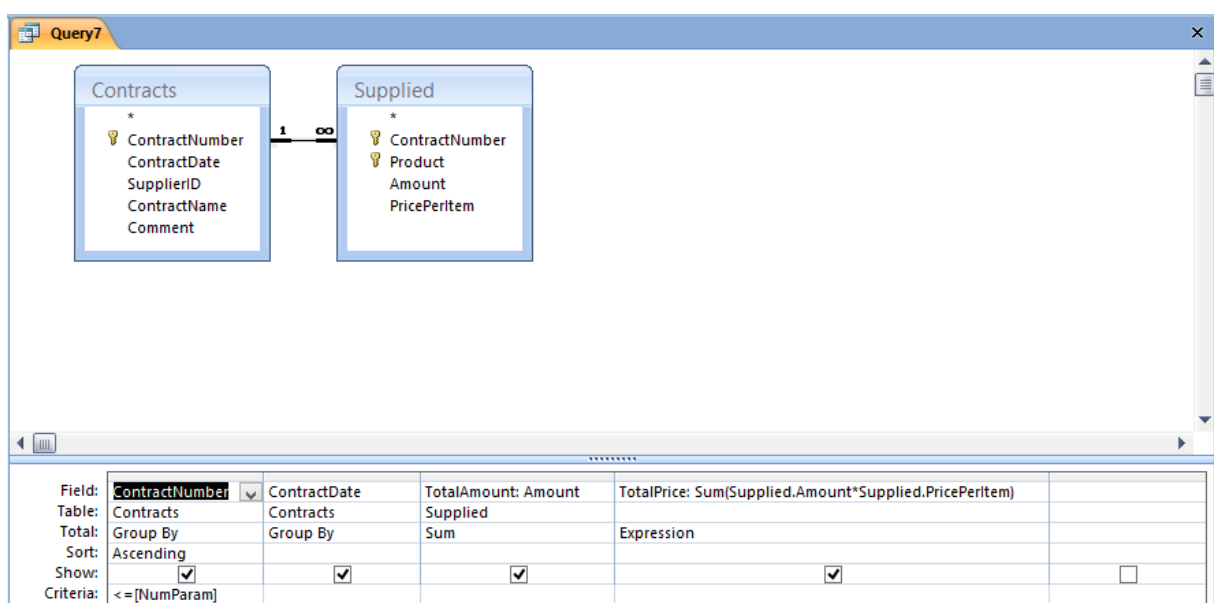 Query7
Contracts
*
ContractNumber
ContractDate
SupplierID
ContractName
Comment
1 ∞
Supplied
*
ContractNumber
Product
Amount
PricePerItem
Field: ContractNumber ContractDate TotalAmount: Amount TotalPrice: Sum(Supplied.Amount*Supplied.PricePerItem)
Table: Contracts Contracts Supplied
Total: Group By Group By Sum Expression
Sort: Ascending
Show:
Criteria: <=[NumParam]